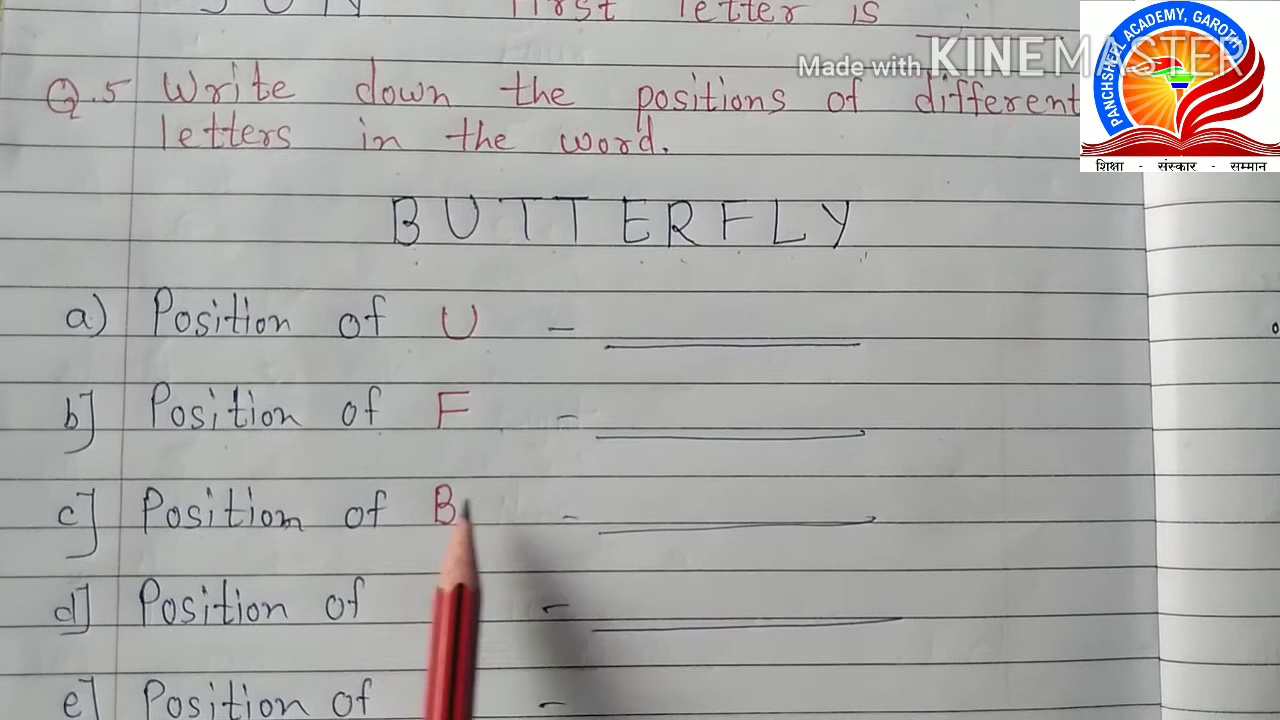 First letter is
Made with KINEMASTER
PANCHSHEEL ACADEMY, GAROTH
शिक्षा - संस्कार - सम्मान
Q.5 Write down the positions of different
letters in the word.
BUTTERFLY
a) Position of U -
b] Position of F -
c] Position of B -
d] Position of -
e] Position of -